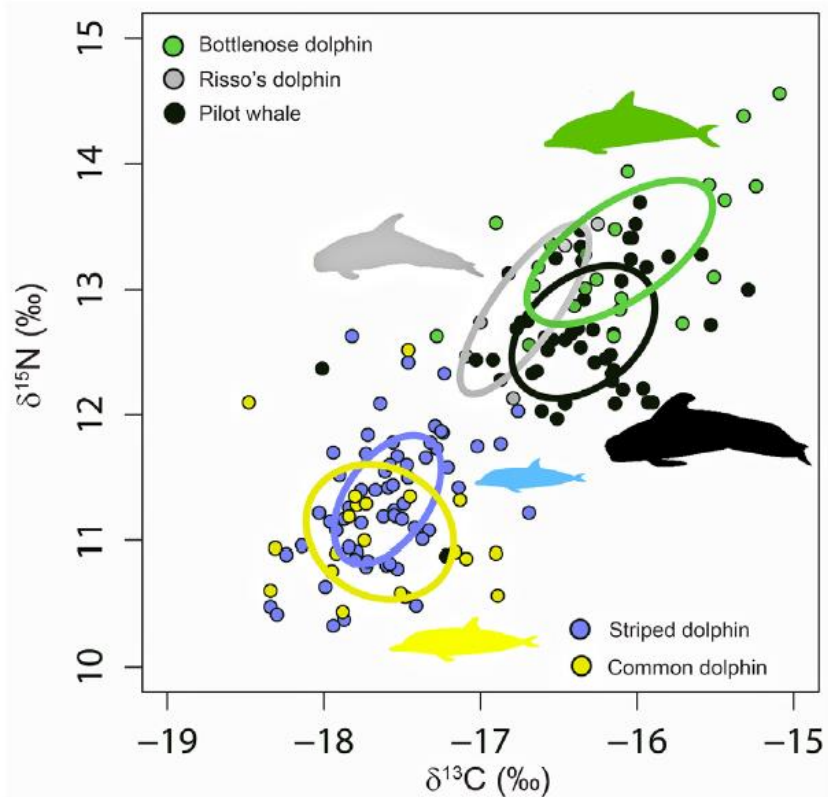 Bottlenose dolphin
Risso's dolphin
Pilot whale
15
14
13
12
11
10
δ¹⁵N (‰)
Striped dolphin
Common dolphin
−19
−18
−17
−16
−15
δ¹³C (‰)